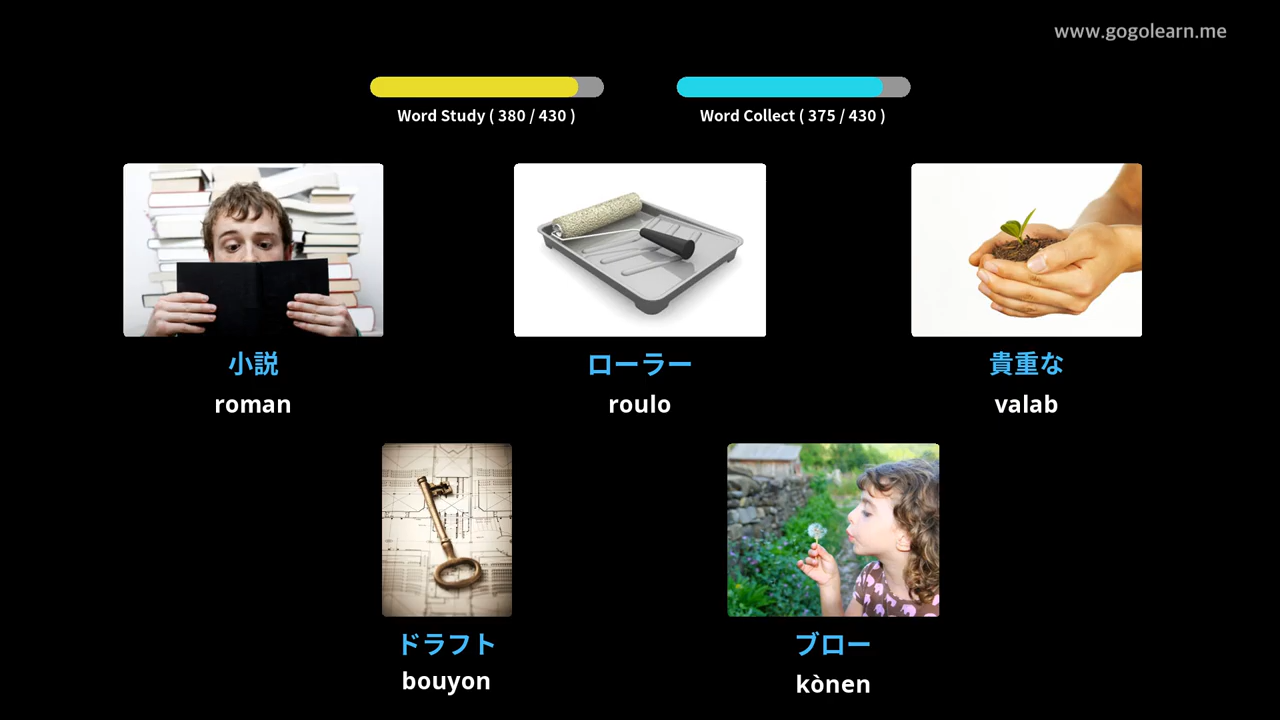 www.gogolearn.me
Word Study ( 380 / 430 )
Word Collect ( 375 / 430 )
小説
ローラー
貴重な
roman
roulo
valab
ドラフト
ブロー
bouyon
kònen